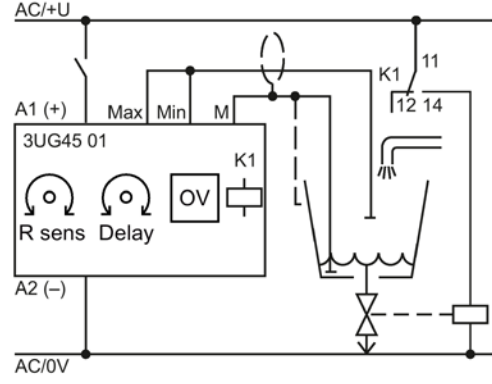 AC/+U
K1 11
12 14
A1 (+) Max Min M
3UG45 01
K1
OV
R sens Delay
A2 (–)
AC/0V